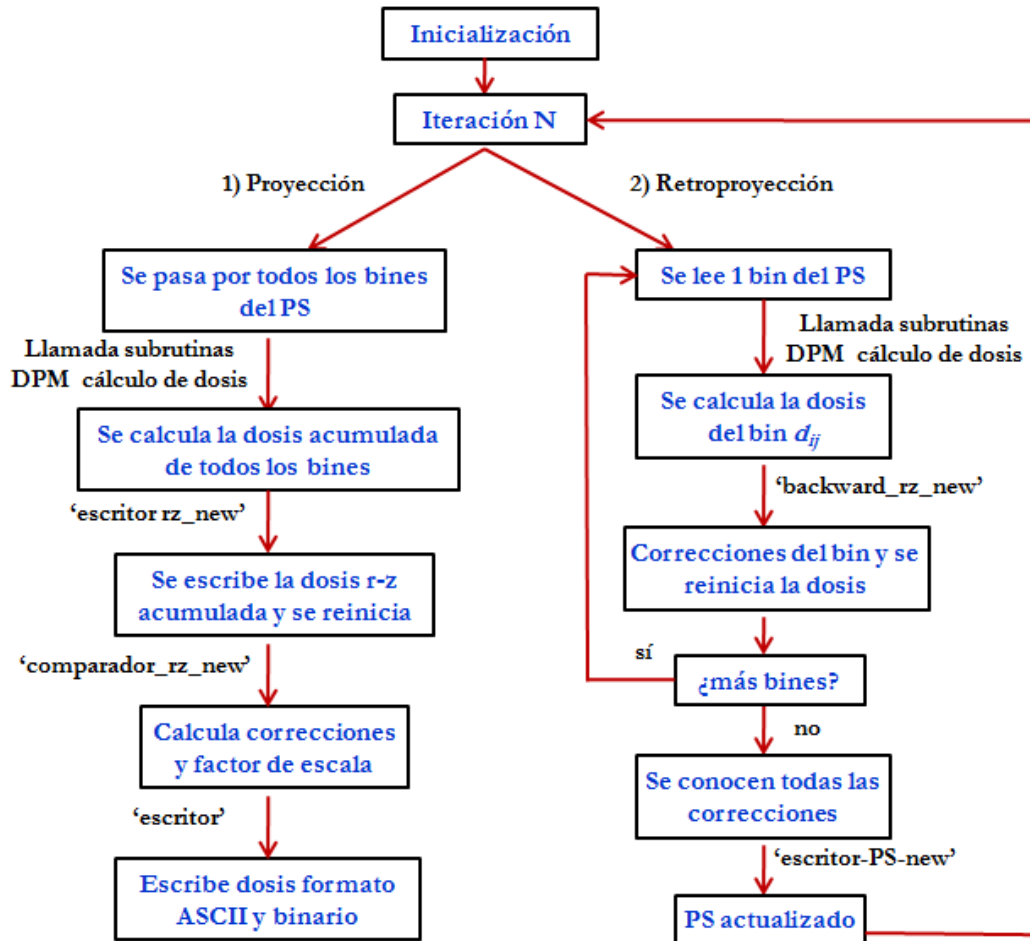 Inicialización
Iteración N
1) Proyección
2) Retroproyección
Se pasa por todos los bines
del PS
Llamada subrutinas
DPM cálculo de dosis
Se calcula la dosis acumulada
de todos los bines
‘escritor rz_new’
Se escribe la dosis r-z
acumulada y se reinicia
‘comparador_rz_new’
Calcula correcciones
y factor de escala
‘escritor’
Escribe dosis formato
ASCII y binario
Se lee 1 bin del PS
Llamada subrutinas
DPM cálculo de dosis
Se calcula la dosis
del bin dij
‘backward_rz_new’
Correcciones del bin y se
reinicia la dosis
sí
¿más bines?
no
Se conocen todas las
correcciones
‘escritor-PS-new’
PS actualizado